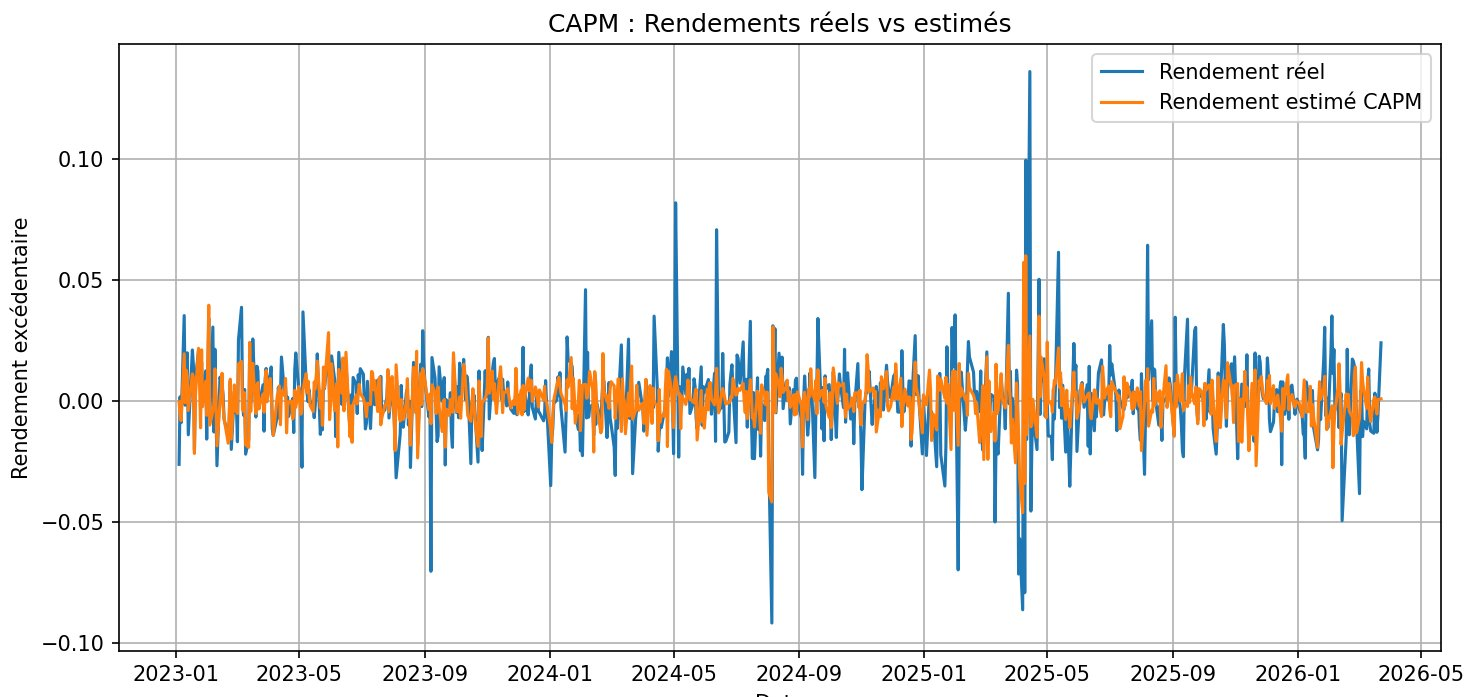 CAPM : Rendements réels vs estimés
Rendement réel
Rendement estimé CAPM
Rendement excédentaire
0.10
0.05
0.00
−0.05
−0.10
2023-01 2023-05 2023-09 2024-01 2024-05 2024-09 2025-01 2025-05 2025-09 2026-01 2026-05